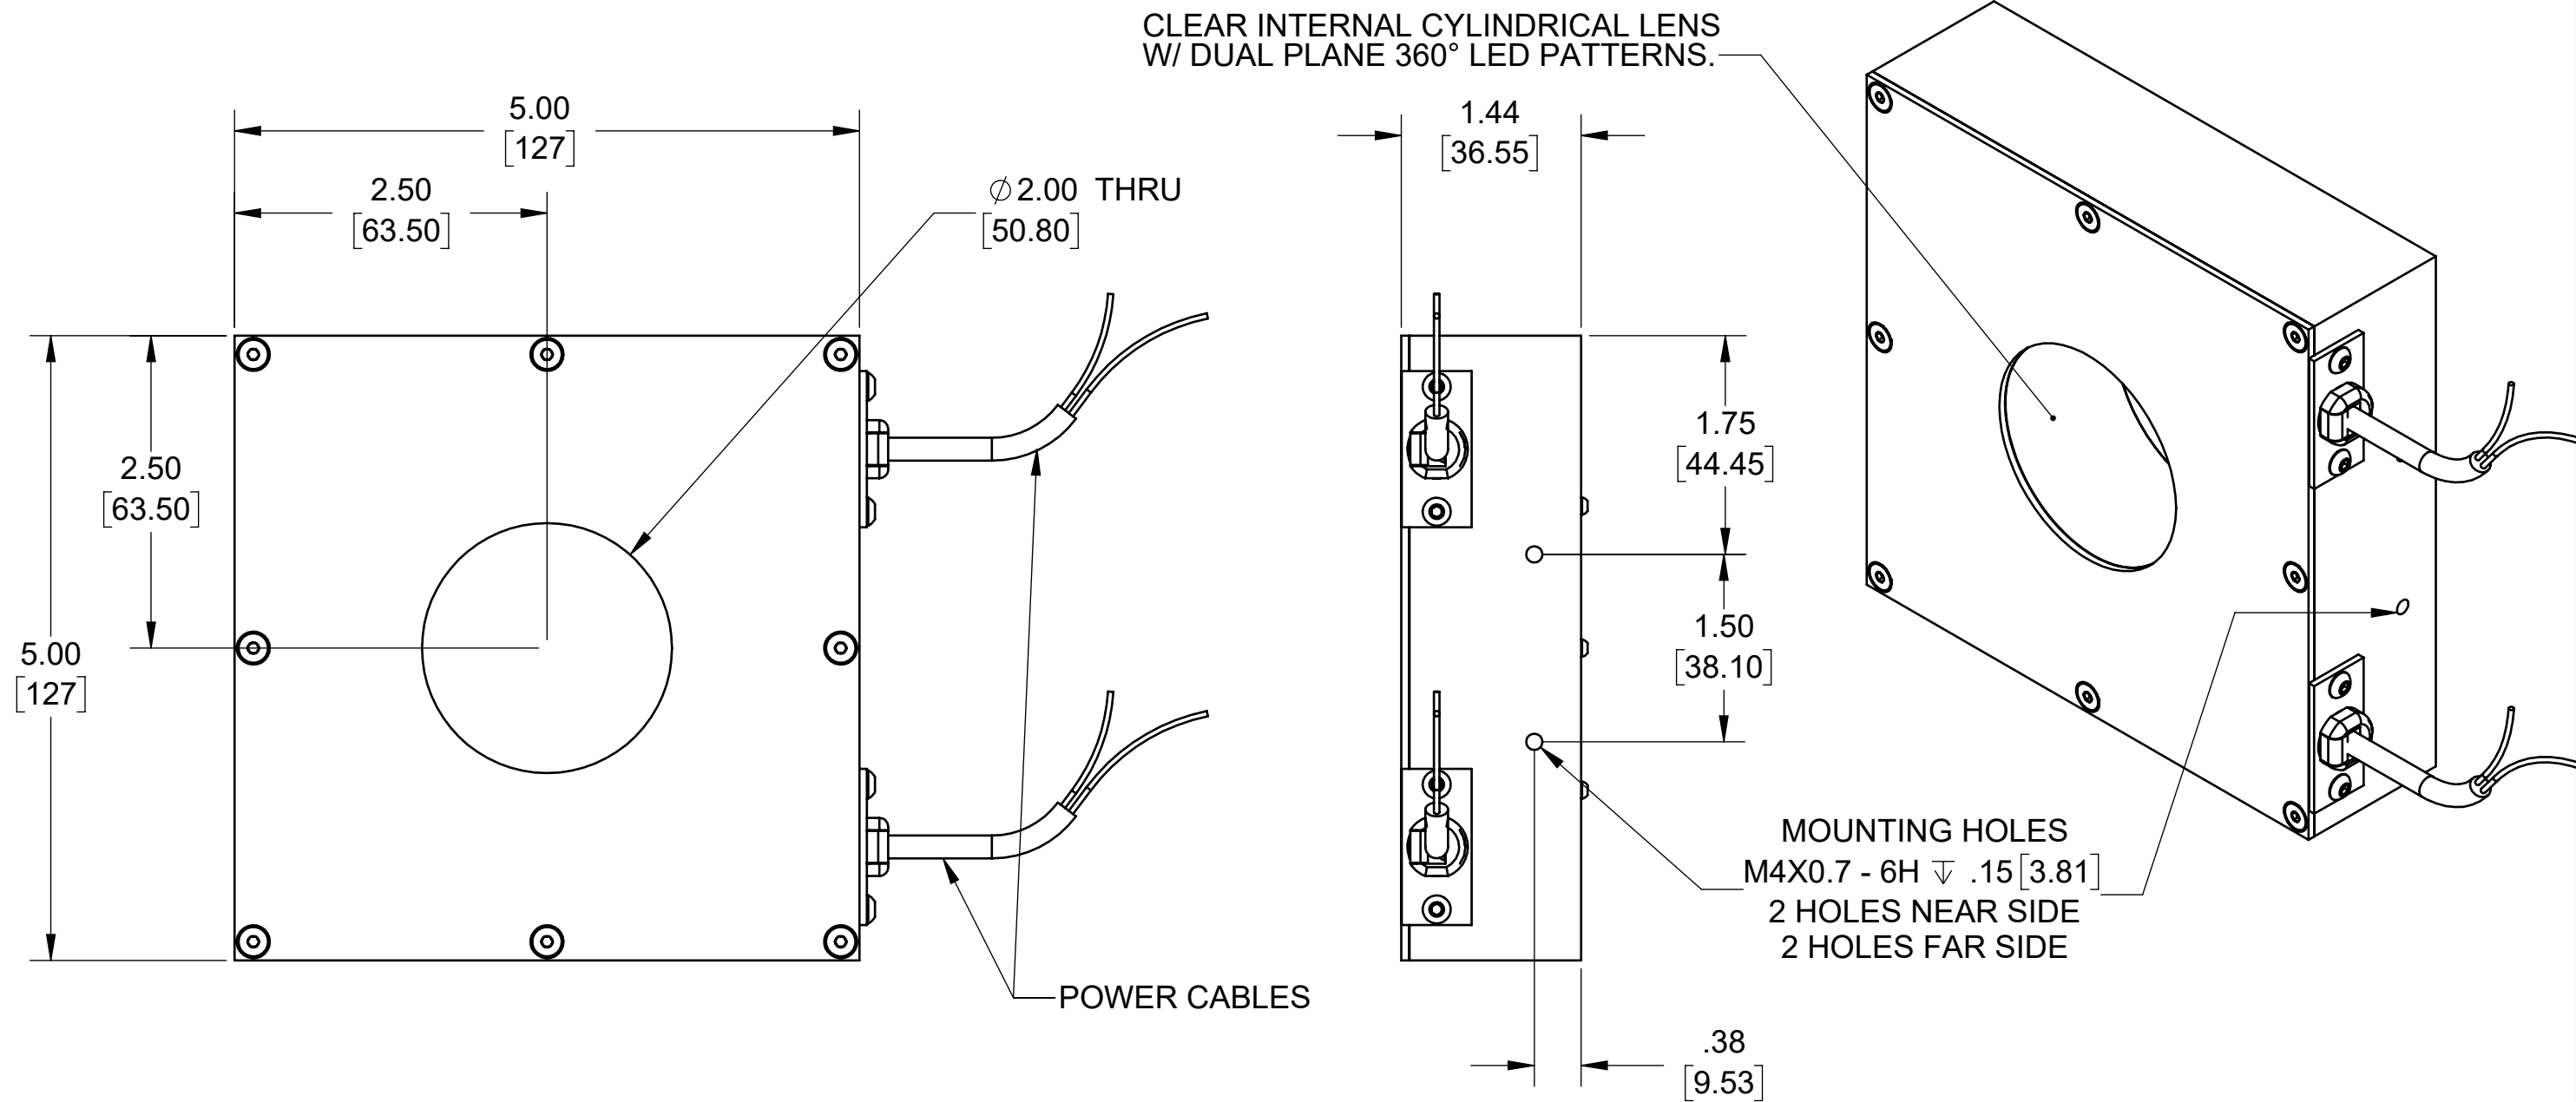 CLEAR INTERNAL CYLINDRICAL LENS
W/ DUAL PLANE 360° LED PATTERNS.
5.00
[127]
2.50
[63.50]
⌀2.00 THRU
[50.80]
1.44
[36.55]
2.50
[63.50]
5.00
[127]
1.75
[44.45]
1.50
[38.10]
MOUNTING HOLES
M4X0.7 - 6H ↧ .15[3.81]
2 HOLES NEAR SIDE
2 HOLES FAR SIDE
POWER CABLES
.38
[9.53]